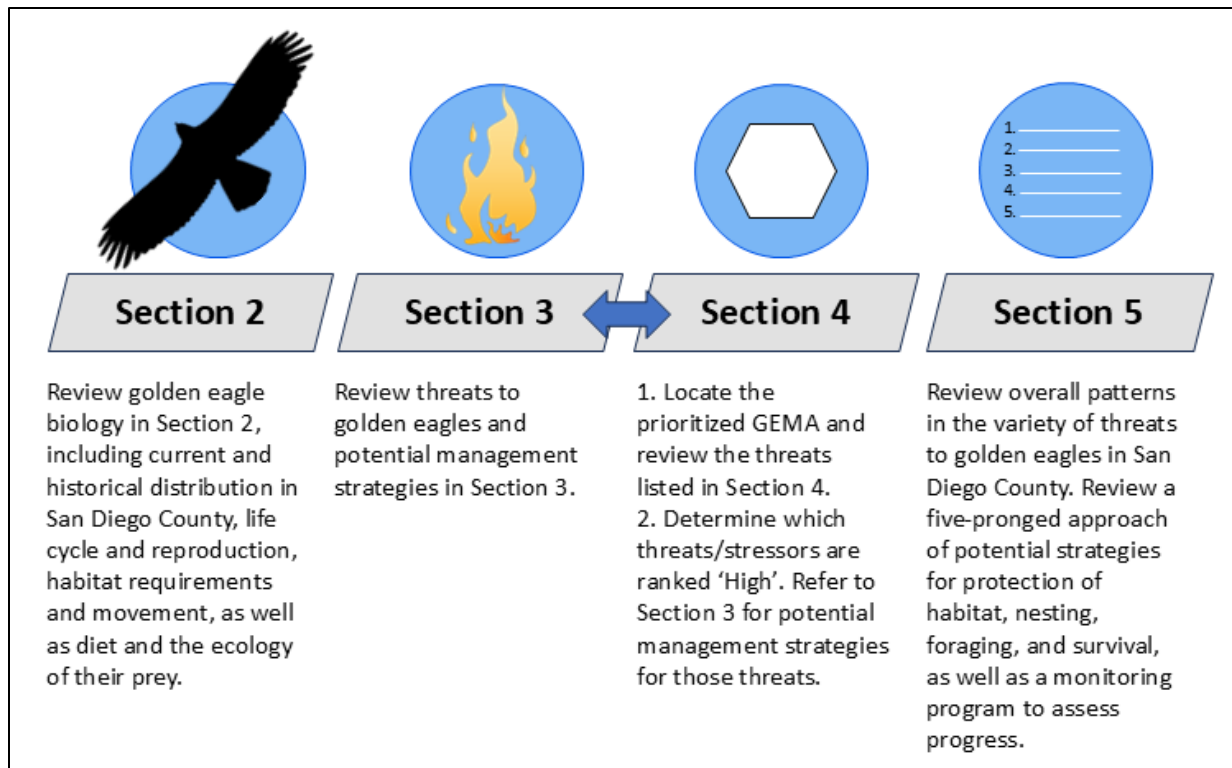 1.
2.
3.
4.
5.
Section 2
Section 3
Section 4
Section 5
Review golden eagle
biology in Section 2,
including current and
historical distribution in
San Diego County, life
cycle and reproduction,
habitat requirements
and movement, as well
as diet and the ecology
of their prey.
Review threats to
golden eagles and
potential management
strategies in Section 3.
1. Locate the
prioritized GEMA and
review the threats
listed in Section 4.
2. Determine which
threats/stressors are
ranked ‘High’. Refer to
Section 3 for potential
management strategies
for those threats.
Review overall patterns
in the variety of threats
to golden eagles in San
Diego County. Review a
five-pronged approach
of potential strategies
for protection of
habitat, nesting,
foraging, and survival,
as well as a monitoring
program to assess
progress.